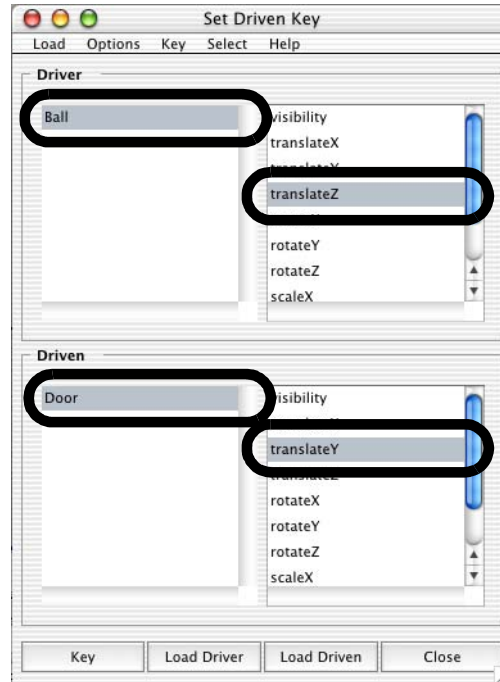 Set Driven Key
Load Options Key Select Help
Driver
Ball
visibility
translateX
translateZ
rotateY
rotateZ
scaleX
Driven
Door
visibility
translateY
translateZ
rotateX
rotateY
rotateZ
scaleX
Key Load Driver Load Driven Close